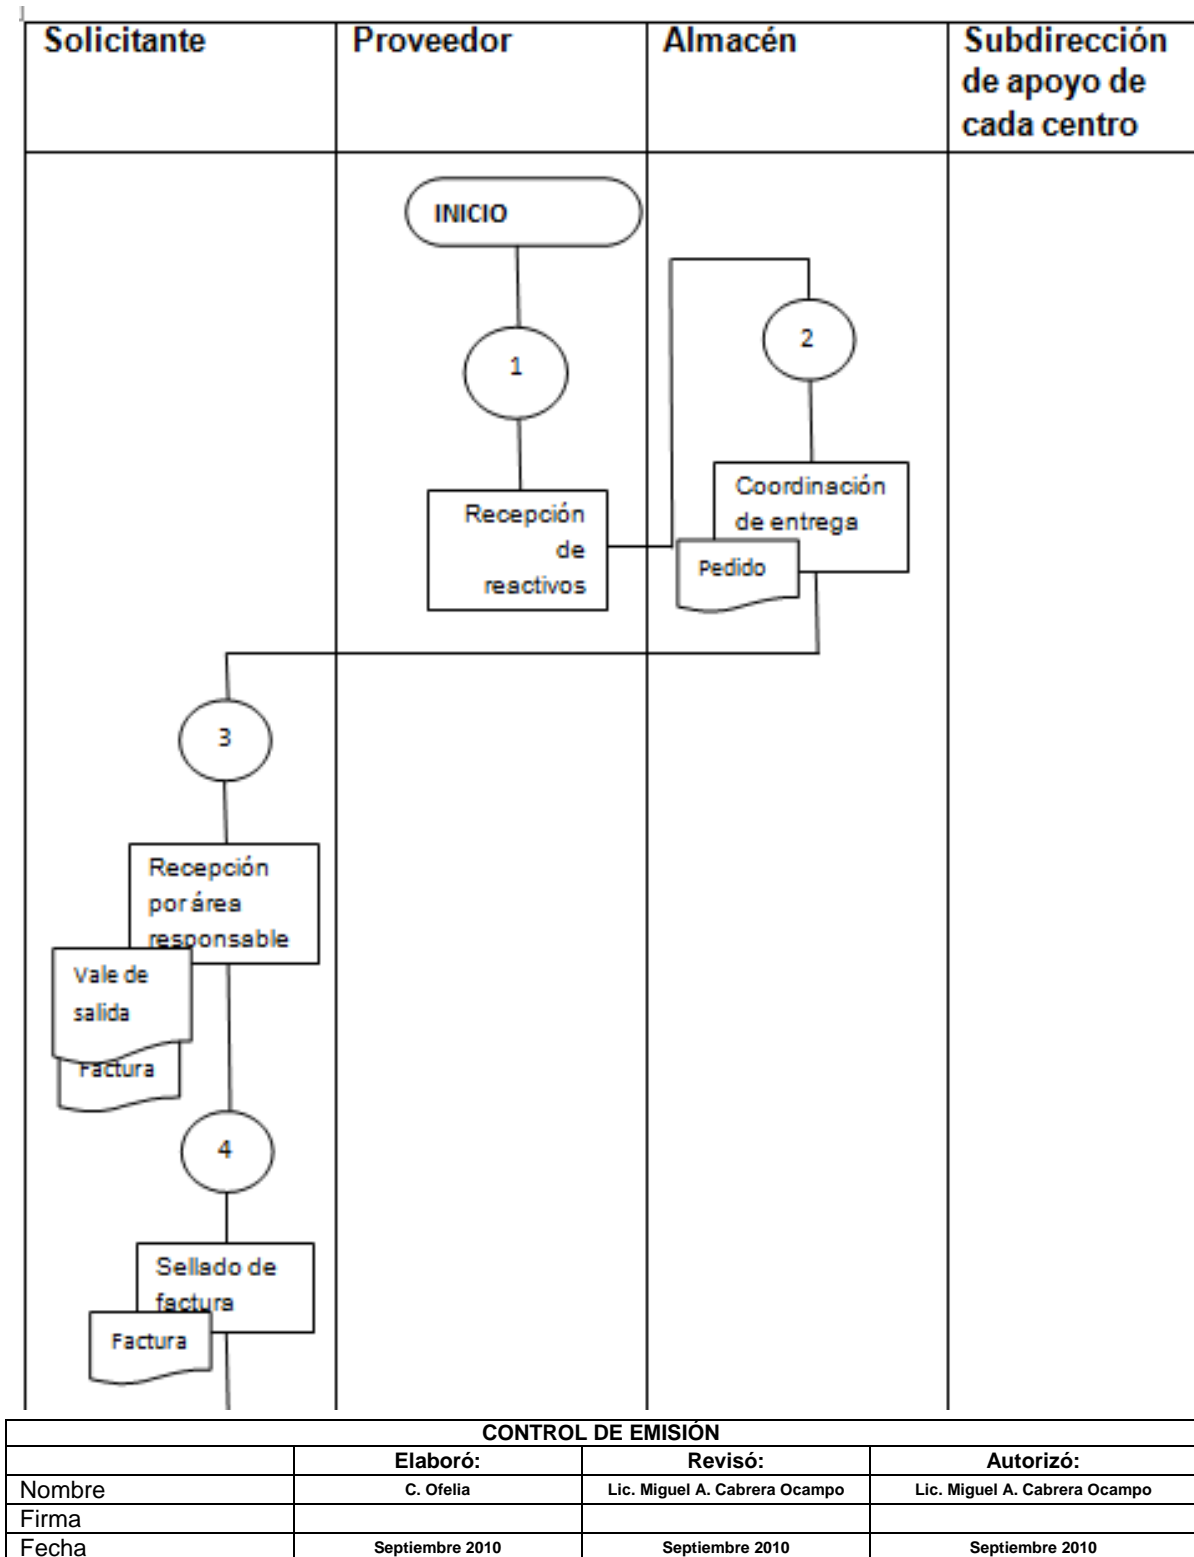 Solicitante
Proveedor
Almacén
Subdirección
de apoyo de
cada centro
INICIO
1
2
Recepción
de
reactivos
Coordinación
de entrega
Pedido
3
Recepción
por área
responsable
Vale de
salida
Factura
4
Sellado de
factura
Factura
CONTROL DE EMISIÓN
Elaboró: Revisó: Autorizó:
Nombre C. Ofelia Lic. Miguel A. Cabrera Ocampo Lic. Miguel A. Cabrera Ocampo
Firma
Fecha Septiembre 2010 Septiembre 2010 Septiembre 2010